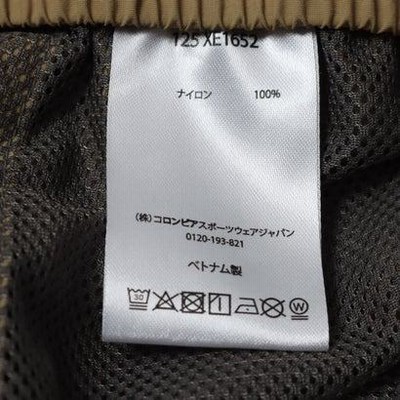 125 XE1652
ナイロン 100%
(株)コロンビアスポーツウェアジャパン
0120-193-821
ベトナム製
30
W